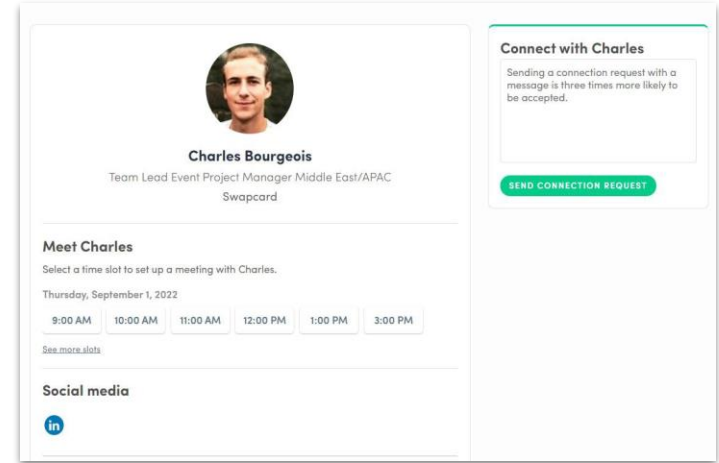 Charles Bourgeois
Team Lead Event Project Manager Middle East/APAC
Swapcard
Meet Charles
Select a time slot to set up a meeting with Charles.
Thursday, September 1, 2022
9:00 AM 10:00 AM 11:00 AM 12:00 PM 1:00 PM 3:00 PM
See more slots
Social media
in
Connect with Charles
Sending a connection request with a
message is three times more likely to
be accepted.
SEND CONNECTION REQUEST